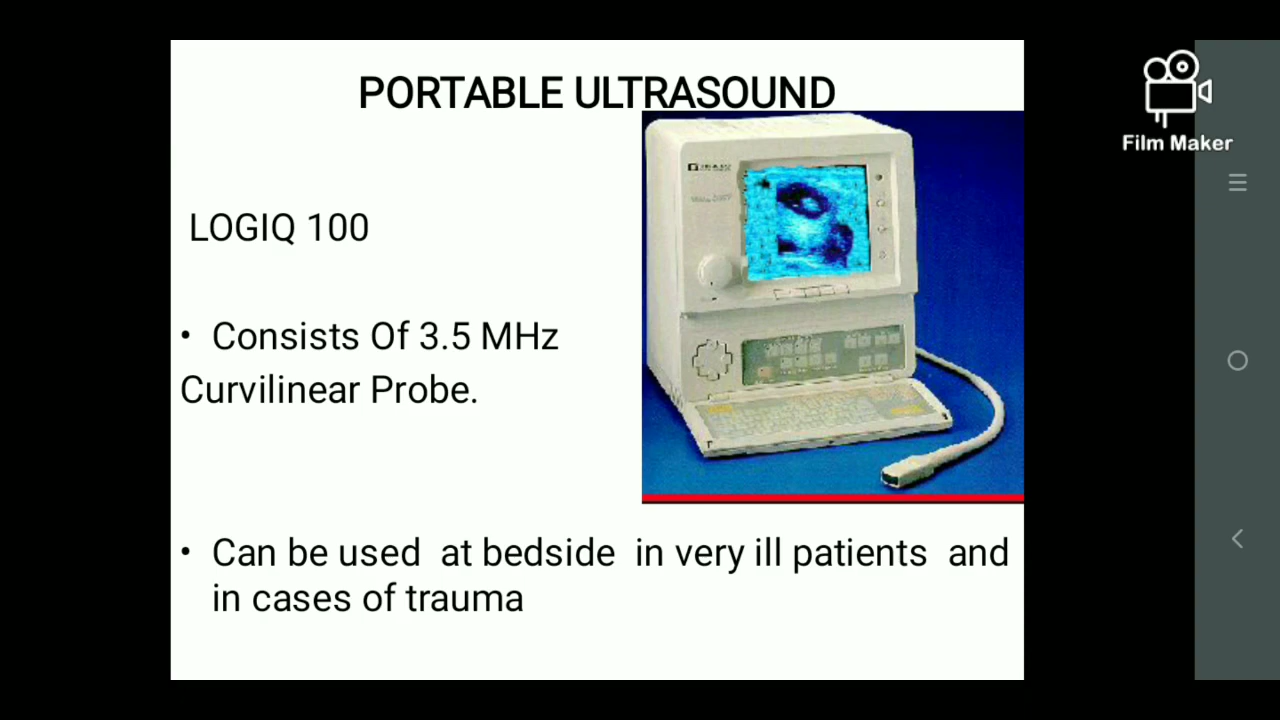 PORTABLE ULTRASOUND
Film Maker
LOGIQ 100
• Consists Of 3.5 MHz
Curvilinear Probe.
• Can be used at bedside in very ill patients and
in cases of trauma